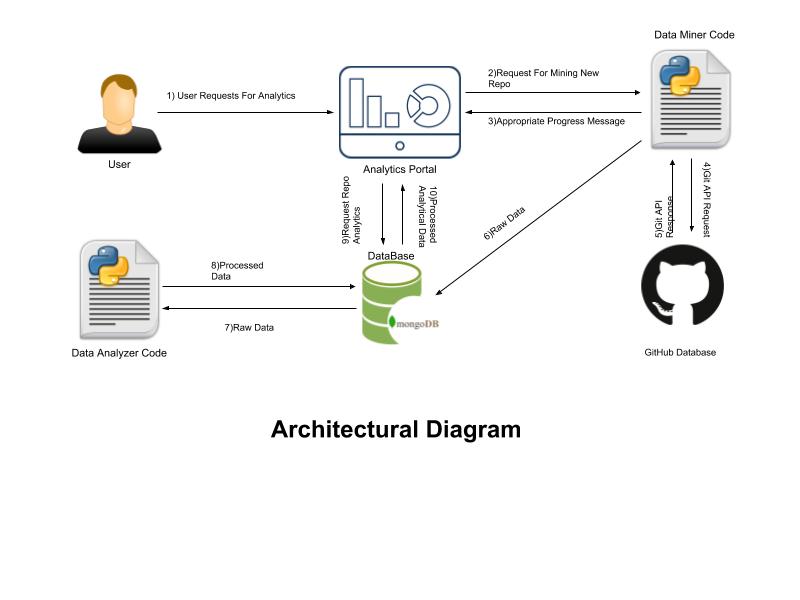 Data Miner Code
2)Request For Mining New
Repo
1) User Requests For Analytics
3)Appropriate Progress Message
User
Analytics Portal
4)Git API Request
5)Git API
Response
9)Request Repo
Analytics
10)Processed
Analytical Data
6)Raw Data
DataBase
8)Processed
Data
mongoDB
7)Raw Data
Data Analyzer Code
GitHub Database
Architectural Diagram